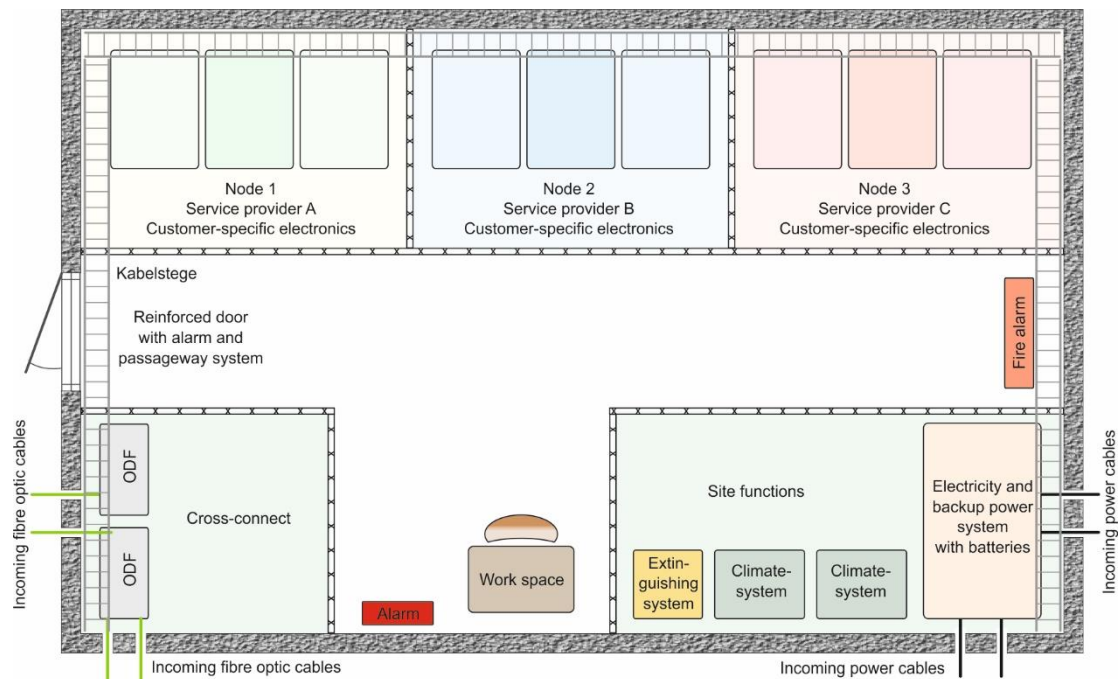 Node 1
Service provider A
Customer-specific electronics
Node 2
Service provider B
Customer-specific electronics
Node 3
Service provider C
Customer-specific electronics
Kabelstege
Reinforced door
with alarm and
passageway system
Fire alarm
Incoming fibre optic cables
ODF
ODF
Cross-connect
Alarm
Work space
Site functions
Extin-
guishing
system
Climate-
system
Climate-
system
Electricity and
backup power
system
with batteries
Incoming power cables
Incoming fibre optic cables
Incoming power cables